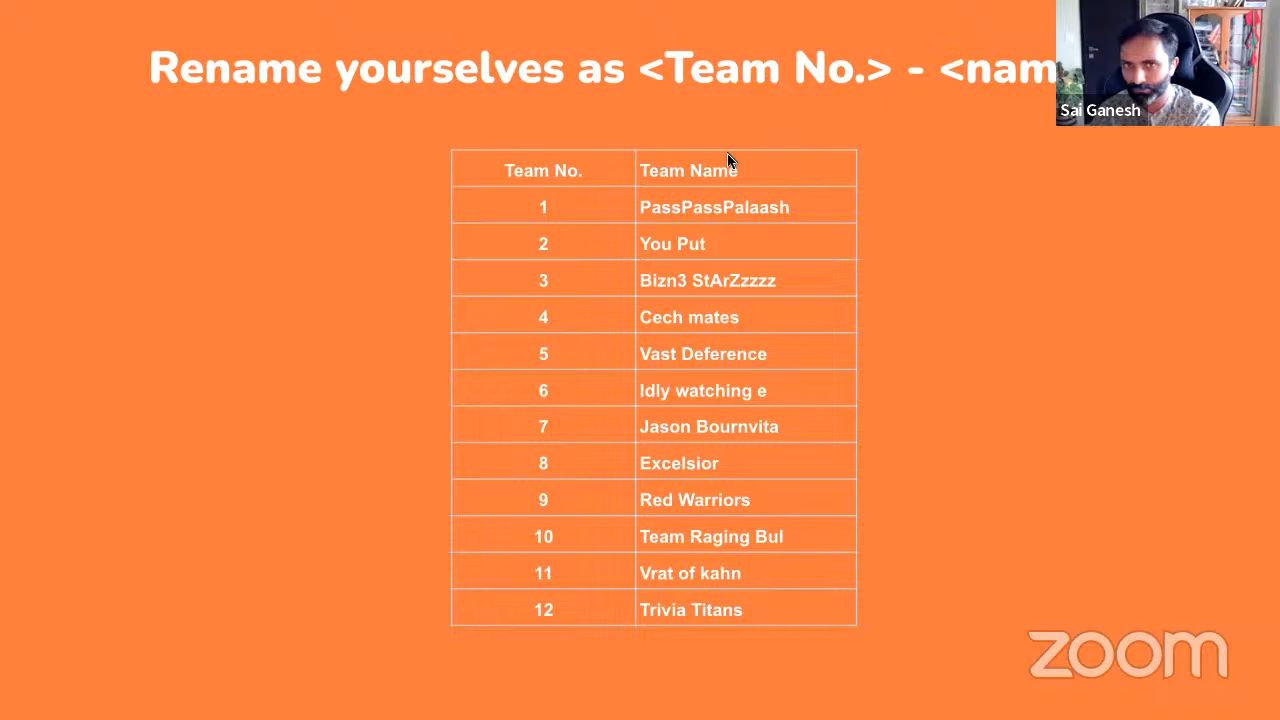 Rename yourselves as <Team No.> - <nam
Sai Ganesh
Team No. Team Name
1 PassPassPalaash
2 You Put
3 Bizn3 StArZzzzz
4 Cech mates
5 Vast Deference
6 Idly watching e
7 Jason Bournvita
8 Excelsior
9 Red Warriors
10 Team Raging Bul
11 Vrat of kahn
12 Trivia Titans
zoom